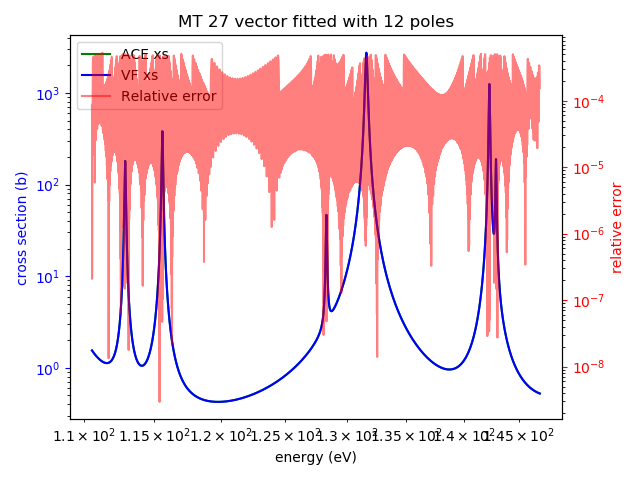 MT 27 vector fitted with 12 poles
ACE xs
VF xs
Relative error
cross section (b)
10³
10²
10¹
10⁰
relative error
10⁻⁴
10⁻⁵
10⁻⁶
10⁻⁷
10⁻⁸
1.1 × 10² 1.15 × 10² 1.2 × 10² 1.25 × 10² 1.3 × 10² 1.35 × 10² 1.4 × 10² 1.45 × 10²
energy (eV)